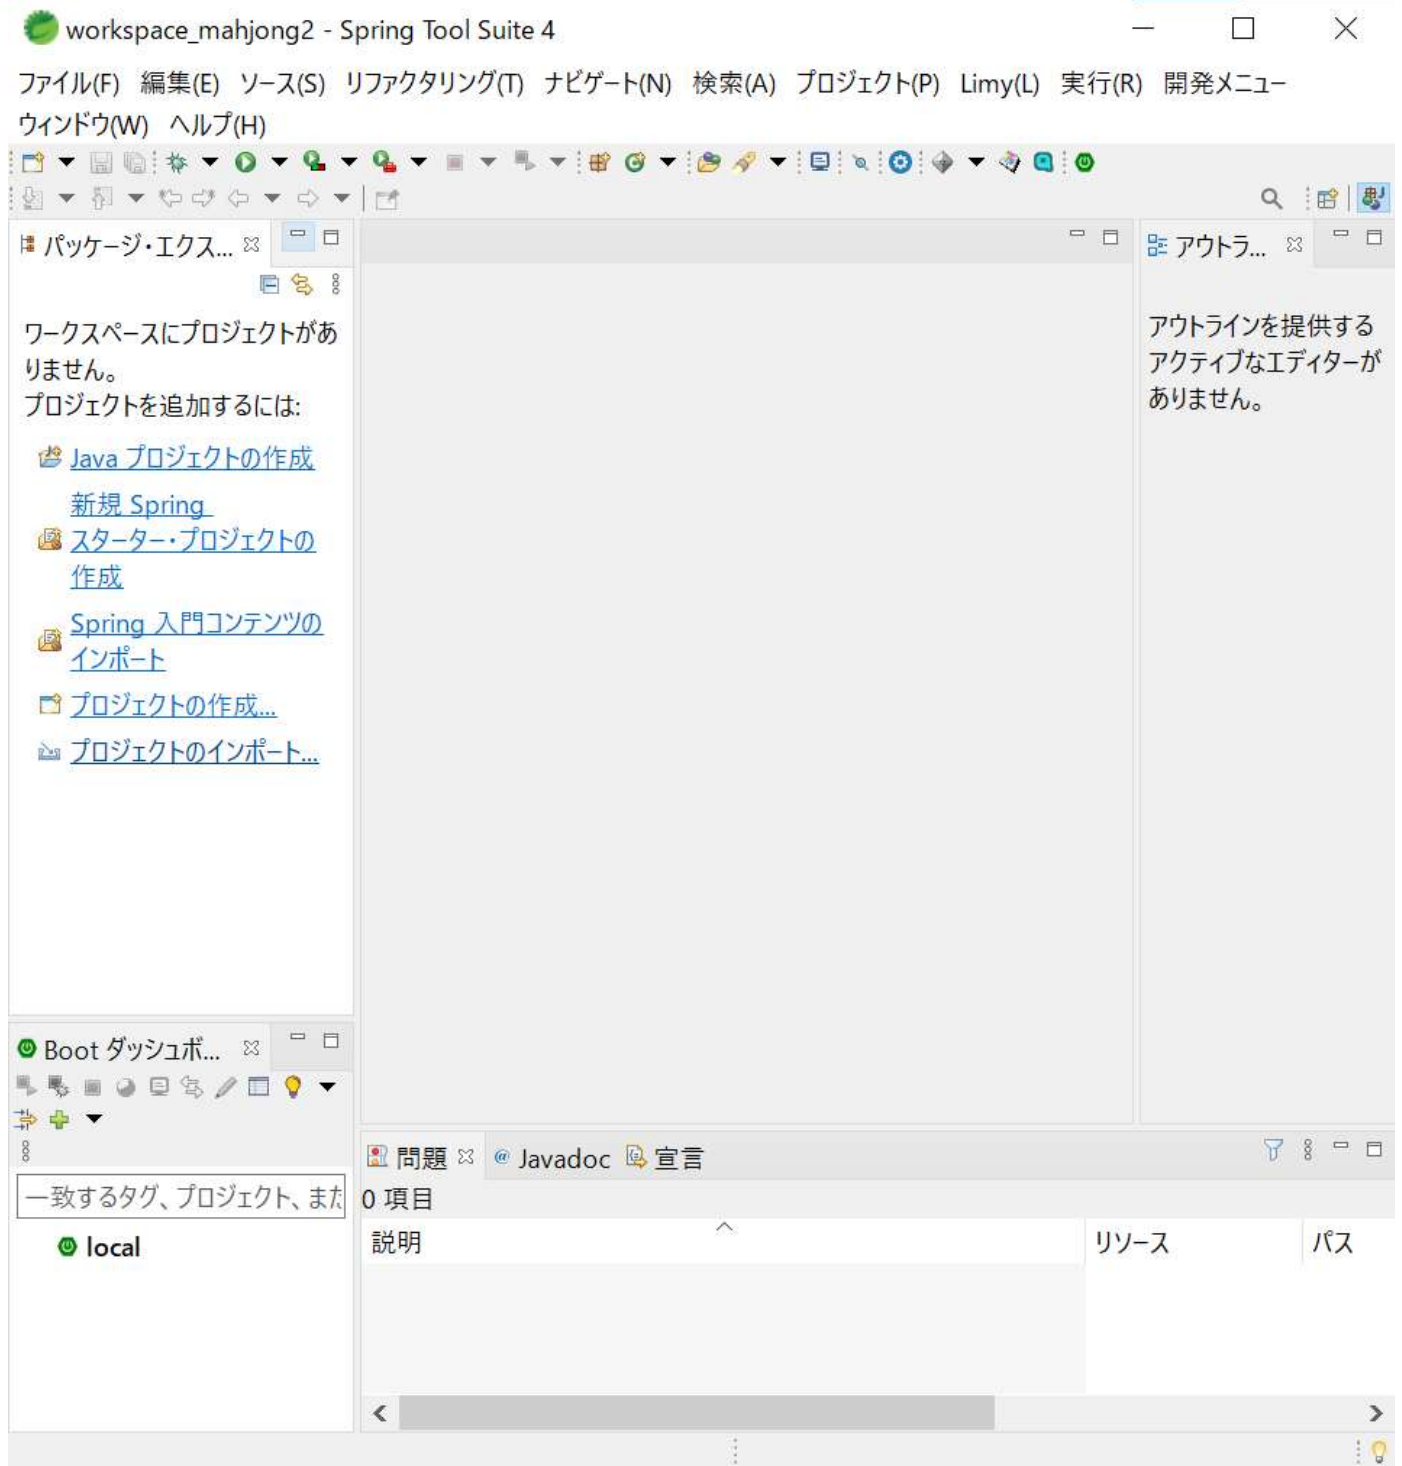 workspace_mahjong2 - Spring Tool Suite 4
ファイル(F) 編集(E) ソース(S) リファクタリング(T) ナビゲート(N) 検索(A) プロジェクト(P) Limy(L) 実行(R) 開発メニュー
ウィンドウ(W) ヘルプ(H)
パッケージ・エクス...
ワークスペースにプロジェクトがあ
りません。
プロジェクトを追加するには:
Java プロジェクトの作成
新規 Spring
スターター・プロジェクトの
作成
Spring 入門コンテンツの
インポート
プロジェクトの作成...
プロジェクトのインポート...
アウトラ...
アウトラインを提供する
アクティブなエディターが
ありません。
Boot ダッシュボ...
一致するタグ、プロジェクト、また
local
問題 @ Javadoc 宣言
0 項目
説明 リソース パス